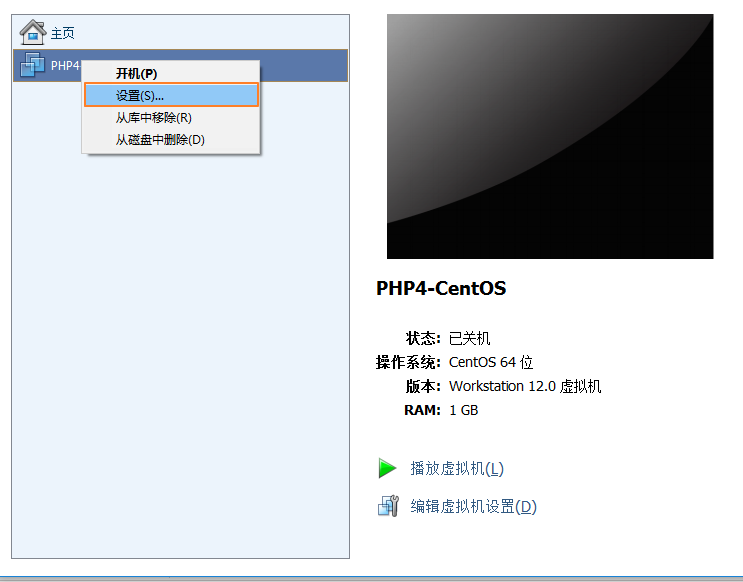 主页
PHP4
开机(P)
设置(S)...
从库中移除(R)
从磁盘中删除(D)
PHP4-CentOS
状态: 已关机
操作系统: CentOS 64 位
版本: Workstation 12.0 虚拟机
RAM: 1 GB
播放虚拟机(L)
编辑虚拟机设置(D)